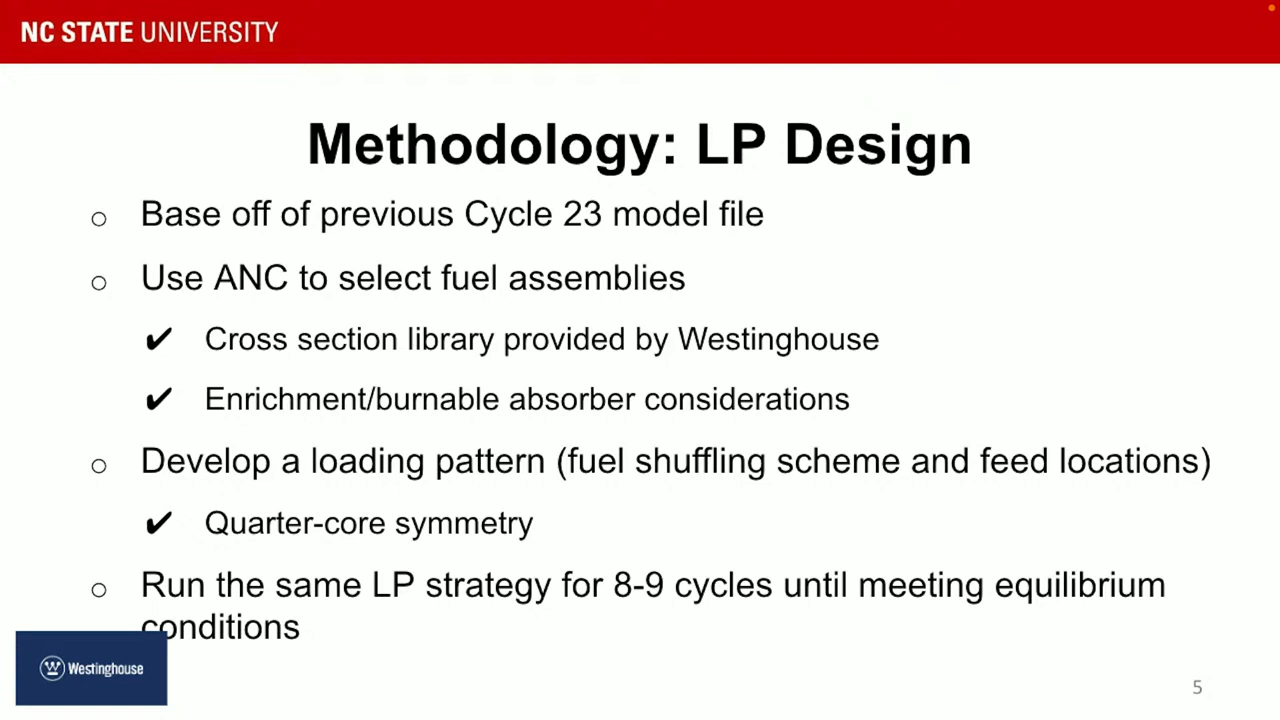 NC STATE UNIVERSITY
Methodology: LP Design
Base off of previous Cycle 23 model file
Use ANC to select fuel assemblies
Cross section library provided by Westinghouse
Enrichment/burnable absorber considerations
Develop a loading pattern (fuel shuffling scheme and feed locations)
Quarter-core symmetry
Run the same LP strategy for 8-9 cycles until meeting equilibrium
conditions
Westinghouse
5